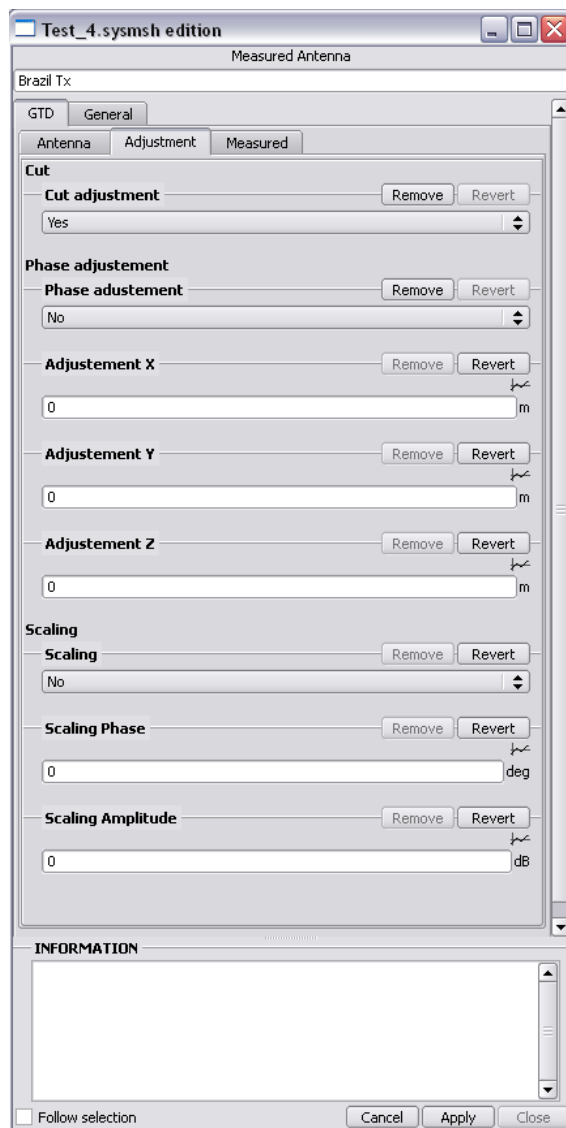 Test_4.sysmsh edition
Measured Antenna
Brazil Tx
GTD General
Antenna Adjustment Measured
Cut
Cut adjustment Remove Revert
Yes
Phase adjustement
Phase adustement Remove Revert
No
Adjustement X Remove Revert
0 m
Adjustement Y Remove Revert
0 m
Adjustement Z Remove Revert
0 m
Scaling
Scaling Remove Revert
No
Scaling Phase Remove Revert
0 deg
Scaling Amplitude Remove Revert
0 dB
INFORMATION
Follow selection Cancel Apply Close